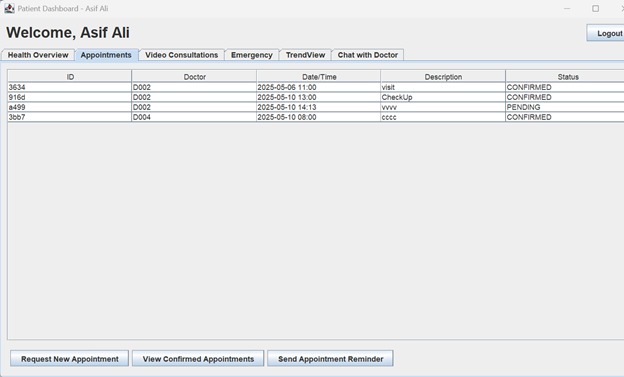 Patient Dashboard - Asif Ali
Welcome, Asif Ali
Logout
Health Overview Appointments Video Consultations Emergency TrendView Chat with Doctor
ID Doctor Date/Time Description Status
3634 D002 2025-05-06 11:00 visit CONFIRMED
916d D002 2025-05-10 13:00 CheckUp CONFIRMED
a499 D002 2025-05-10 14:13 vvvv PENDING
3bb7 D004 2025-05-10 08:00 cccc CONFIRMED
Request New Appointment View Confirmed Appointments Send Appointment Reminder